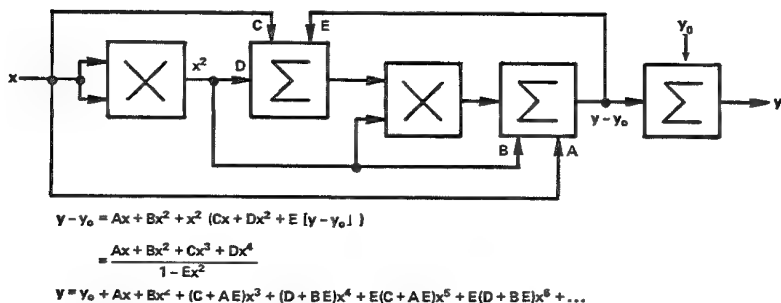 C E y₀
x x² D Σ Σ Σ y
B A y − y₀
y − y₀ = Ax + Bx² + x² (Cx + Dx² + E [y − y₀] )
= Ax + Bx² + Cx³ + Dx⁴ / 1 − Ex²
y = y₀ + Ax + Bx² + (C + AE)x³ + (D + BE)x⁴ + E(C + AE)x⁵ + E(D + BE)x⁶ + ...